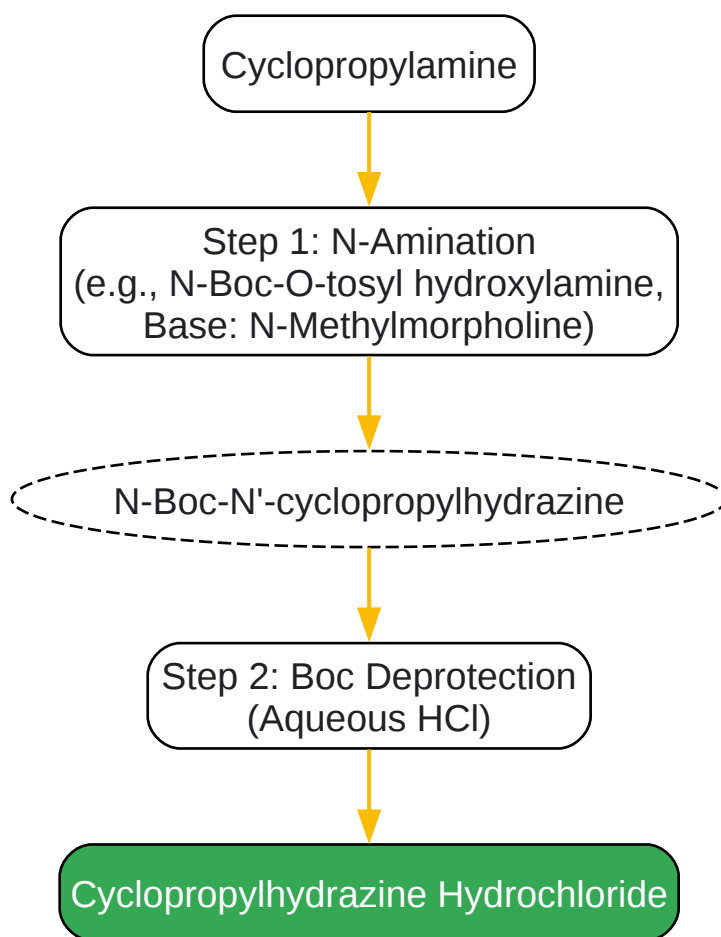 Cyclopropylamine
Step 1: N-Amination
(e.g., N-Boc-O-tosyl hydroxylamine,
Base: N-Methylmorpholine)
N-Boc-N'-cyclopropylhydrazine
Step 2: Boc Deprotection
(Aqueous HCl)
Cyclopropylhydrazine Hydrochloride